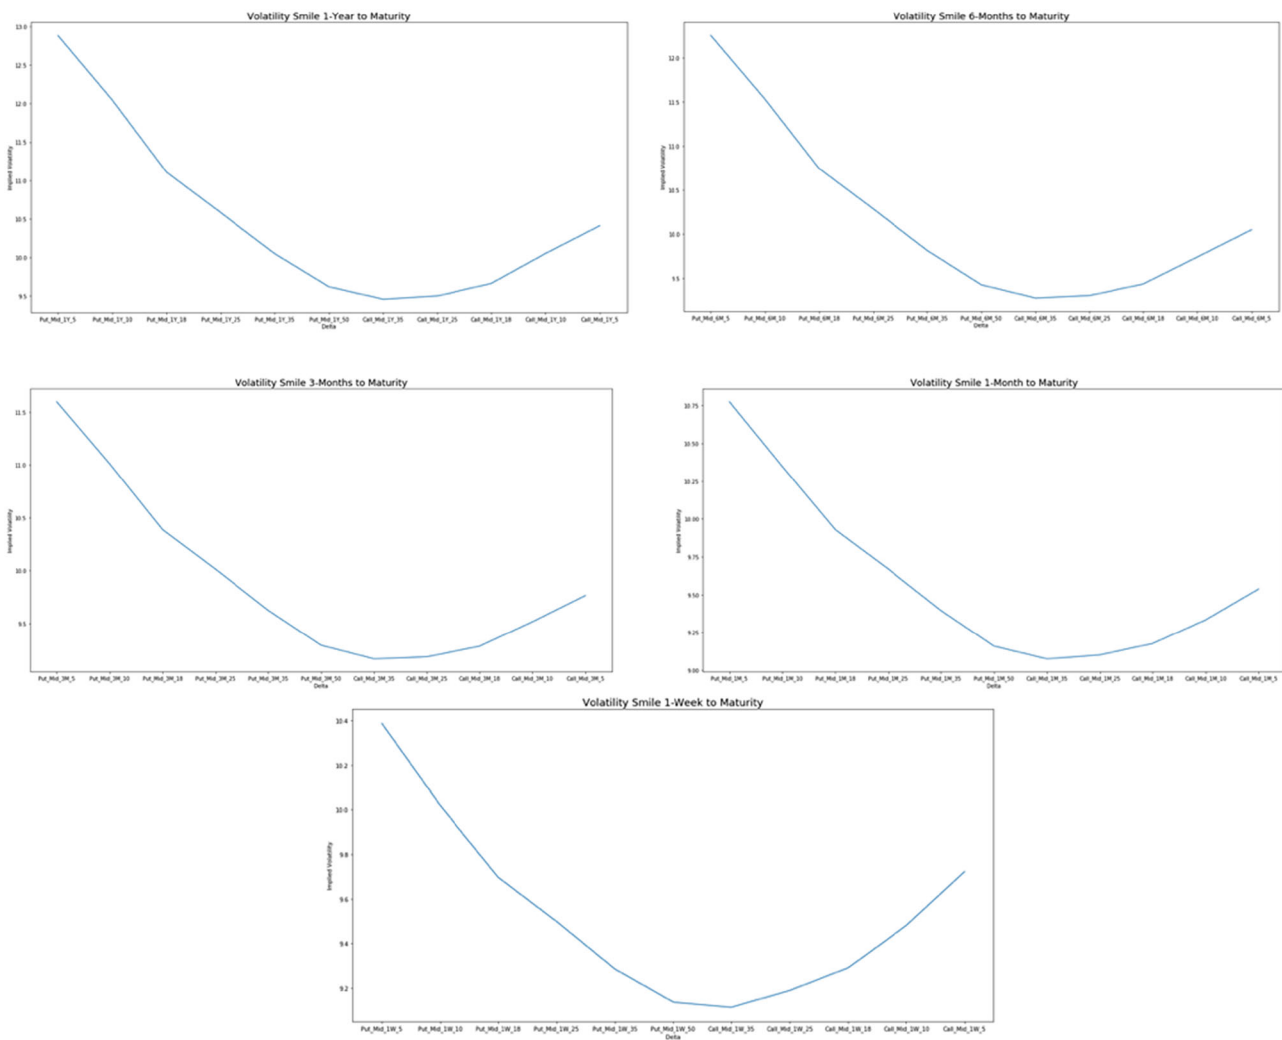 Volatility Smile 1-Year to Maturity
13.0
12.5
12.0
11.5
11.0
10.5
10.0
9.5
Implied Volatility
Put_Mid_1Y_5 Put_Mid_1Y_10 Put_Mid_1Y_18 Put_Mid_1Y_25 Put_Mid_1Y_35 Put_Mid_1Y_50 Call_Mid_1Y_35 Call_Mid_1Y_25 Call_Mid_1Y_18 Call_Mid_1Y_10 Call_Mid_1Y_5
Delta
Volatility Smile 6-Months to Maturity
12.0
11.5
11.0
10.5
10.0
9.5
Implied Volatility
Put_Mid_6M_5 Put_Mid_6M_10 Put_Mid_6M_18 Put_Mid_6M_25 Put_Mid_6M_35 Put_Mid_6M_50 Call_Mid_6M_35 Call_Mid_6M_25 Call_Mid_6M_18 Call_Mid_6M_10 Call_Mid_6M_5
Delta
Volatility Smile 3-Months to Maturity
11.5
11.0
10.5
10.0
9.5
Implied Volatility
Put_Mid_3M_5 Put_Mid_3M_10 Put_Mid_3M_18 Put_Mid_3M_25 Put_Mid_3M_35 Put_Mid_3M_50 Call_Mid_3M_35 Call_Mid_3M_25 Call_Mid_3M_18 Call_Mid_3M_10 Call_Mid_3M_5
Delta
Volatility Smile 1-Month to Maturity
10.75
10.50
10.25
10.00
9.75
9.50
9.25
9.00
Implied Volatility
Put_Mid_1M_5 Put_Mid_1M_10 Put_Mid_1M_18 Put_Mid_1M_25 Put_Mid_1M_35 Put_Mid_1M_50 Call_Mid_1M_35 Call_Mid_1M_25 Call_Mid_1M_18 Call_Mid_1M_10 Call_Mid_1M_5
Delta
Volatility Smile 1-Week to Maturity
10.4
10.2
10.0
9.8
9.6
9.4
9.2
Implied Volatility
Put_Mid_1W_5 Put_Mid_1W_10 Put_Mid_1W_18 Put_Mid_1W_25 Put_Mid_1W_35 Put_Mid_1W_50 Call_Mid_1W_35 Call_Mid_1W_25 Call_Mid_1W_18 Call_Mid_1W_10 Call_Mid_1W_5
Delta